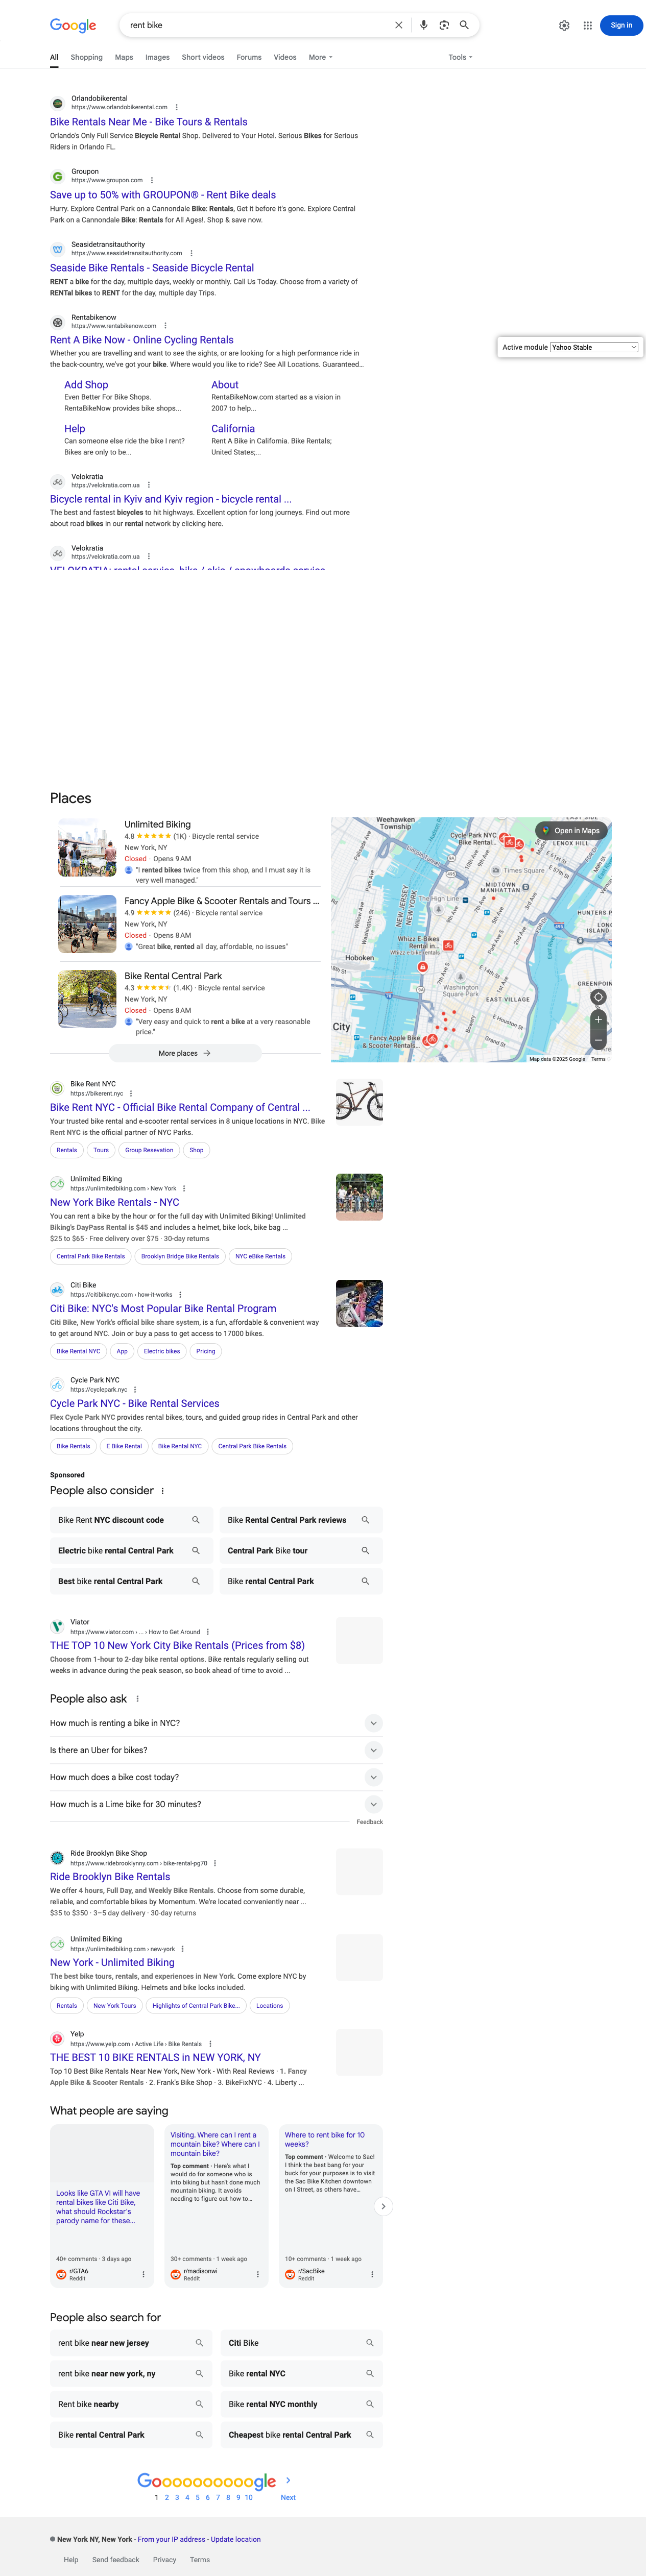 Google
rent bike
Sign in
All Shopping Maps Images Short videos Forums Videos More Tools
Orlandobikerental
https://www.orlandobikerental.com
Bike Rentals Near Me - Bike Tours & Rentals
Orlando's Only Full Service Bicycle Rental Shop. Delivered to Your Hotel. Serious Bikes for Serious
Riders in Orlando FL.
Groupon
https://www.groupon.com
Save up to 50% with GROUPON® - Rent Bike deals
Hurry. Explore Central Park on a Cannondale Bike: Rentals, Get it before it's gone. Explore Central
Park on a Cannondale Bike: Rentals for All Ages!. Shop & save now.
Seasidetransitauthority
https://www.seasidetransitauthority.com
Seaside Bike Rentals - Seaside Bicycle Rental
RENT a bike for the day, multiple days, weekly or monthly. Call Us Today. Choose from a variety of
RENTal bikes to RENT for the day, multiple day Trips.
Rentabikenow
https://www.rentabikenow.com
Rent A Bike Now - Online Cycling Rentals
Active module Yahoo Stable
Whether you are travelling and want to see the sights, or are looking for a high performance ride in
the back-country, we've got your bike. Where would you like to ride? See All Locations. Guaranteed...
Add Shop
Even Better For Bike Shops.
RentaBikeNow provides bike shops...
About
RentaBikeNow.com started as a vision in
2007 to help...
Help
Can someone else ride the bike I rent?
Bikes are only to be...
California
Rent A Bike in California. Bike Rentals;
United States;...
Velokratia
https://velokratia.com.ua
Bicycle rental in Kyiv and Kyiv region - bicycle rental ...
The best and fastest bicycles to hit highways. Excellent option for long journeys. Find out more
about road bikes in our rental network by clicking here.
Velokratia
https://velokratia.com.ua
VELOKRATIA: rental service, bike / skis / snowboards service
Places
Unlimited Biking
4.8 (1K) · Bicycle rental service
New York, NY
Closed · Opens 9 AM
"I rented bikes twice from this shop, and I must say it is
very well managed."
Fancy Apple Bike & Scooter Rentals and Tours ...
4.9 (246) · Bicycle rental service
New York, NY
Closed · Opens 8 AM
"Great bike, rented all day, affordable, no issues"
Bike Rental Central Park
4.3 (1.4K) · Bicycle rental service
New York, NY
Closed · Opens 8 AM
"Very easy and quick to rent a bike at a very reasonable
price."
More places
Weehawken
Township
Open in Maps
Cycle Park NYC
Bike Rental...
LENOX HILL
Times Square
MIDTOWN
MANHATTAN
The High Line
NEW JERSEY
NEW YORK
HUNTERS P
LONG
ISLAND
Whizz E-Bikes
Rental in...
Whizz e-bike rentals
Hoboken
Washington
Square Park
GREENPOIN
EAST VILLAGE
City
Fancy Apple Bike
& Scooter Rentals...
Map data ©2025 Google Terms
Bike Rent NYC
https://bikerent.nyc
Bike Rent NYC - Official Bike Rental Company of Central ...
Your trusted bike rental and e-scooter rental services in 8 unique locations in NYC. Bike
Rent NYC is the official partner of NYC Parks.
Rentals Tours Group Resevation Shop
Unlimited Biking
https://unlimitedbiking.com › New York
New York Bike Rentals - NYC
You can rent a bike by the hour or for the full day with Unlimited Biking! Unlimited
Biking's DayPass Rental is $45 and includes a helmet, bike lock, bike bag ...
$25 to $65 · Free delivery over $75 · 30-day returns
Central Park Bike Rentals Brooklyn Bridge Bike Rentals NYC eBike Rentals
Citi Bike
https://citibikenyc.com › how-it-works
Citi Bike: NYC's Most Popular Bike Rental Program
Citi Bike, New York's official bike share system, is a fun, affordable & convenient way
to get around NYC. Join or buy a pass to get access to 17000 bikes.
Bike Rental NYC App Electric bikes Pricing
Cycle Park NYC
https://cyclepark.nyc
Cycle Park NYC - Bike Rental Services
Flex Cycle Park NYC provides rental bikes, tours, and guided group rides in Central Park and other
locations throughout the city.
Bike Rentals E Bike Rental Bike Rental NYC Central Park Bike Rentals
Sponsored
People also consider
Bike Rent NYC discount code
Bike Rental Central Park reviews
Electric bike rental Central Park
Central Park Bike tour
Best bike rental Central Park
Bike rental Central Park
Viator
https://www.viator.com › ... › How to Get Around
THE TOP 10 New York City Bike Rentals (Prices from $8)
Choose from 1-hour to 2-day bike rental options. Bike rentals regularly selling out
weeks in advance during the peak season, so book ahead of time to avoid ...
People also ask
How much is renting a bike in NYC?
Is there an Uber for bikes?
How much does a bike cost today?
How much is a Lime bike for 30 minutes?
Feedback
Ride Brooklyn Bike Shop
https://www.ridebrooklynny.com › bike-rental-pg70
Ride Brooklyn Bike Rentals
We offer 4 hours, Full Day, and Weekly Bike Rentals. Choose from some durable,
reliable, and comfortable bikes by Momentum. We're located conveniently near ...
$35 to $350 · 3–5 day delivery · 30-day returns
Unlimited Biking
https://unlimitedbiking.com › new-york
New York - Unlimited Biking
The best bike tours, rentals, and experiences in New York. Come explore NYC by
biking with Unlimited Biking. Helmets and bike locks included.
Rentals New York Tours Highlights of Central Park Bike... Locations
Yelp
https://www.yelp.com › Active Life › Bike Rentals
THE BEST 10 BIKE RENTALS in NEW YORK, NY
Top 10 Best Bike Rentals Near New York, New York - With Real Reviews · 1. Fancy
Apple Bike & Scooter Rentals · 2. Frank's Bike Shop · 3. BikeFixNYC · 4. Liberty ...
What people are saying
Looks like GTA VI will have
rental bikes like Citi Bike,
what should Rockstar's
parody name for these...
40+ comments · 3 days ago
r/GTA6
Reddit
Visiting. Where can I rent a
mountain bike? Where can I
mountain bike?
Top comment · Here's what I
would do for someone who is
into biking but hasn't done much
mountain biking. It avoids
needing to figure out how to...
30+ comments · 1 week ago
r/madisonwi
Reddit
Where to rent bike for 10
weeks?
Top comment · Welcome to Sac!
I think the best bang for your
buck for your purposes is to visit
the Sac Bike Kitchen downtown
on I Street, as others have...
10+ comments · 1 week ago
r/SacBike
Reddit
People also search for
rent bike near new jersey
Citi Bike
rent bike near new york, ny
Bike rental NYC
Rent bike nearby
Bike rental NYC monthly
Bike rental Central Park
Cheapest bike rental Central Park
Goooooooooogle
1 2 3 4 5 6 7 8 9 10 Next
New York NY, New York - From your IP address - Update location
Help Send feedback Privacy Terms